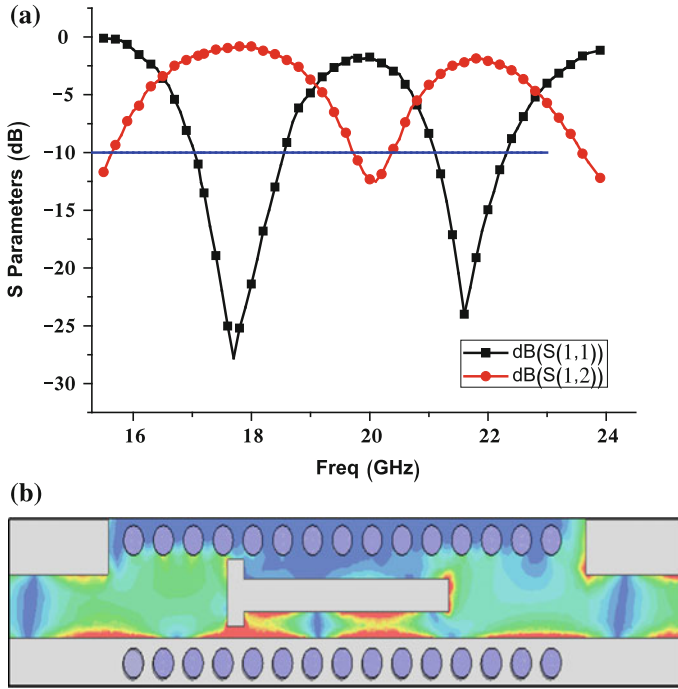 (a)
0
−5
−10
−15
−20
−25
−30
S Parameters (dB)
dB(S(1,1))
dB(S(1,2))
16 18 20 22 24
Freq (GHz)
(b)